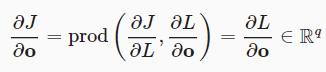 ∂J/∂𝐨 = prod(∂J/∂L, ∂L/∂𝐨) = ∂L/∂𝐨 ∈ ℝ^q